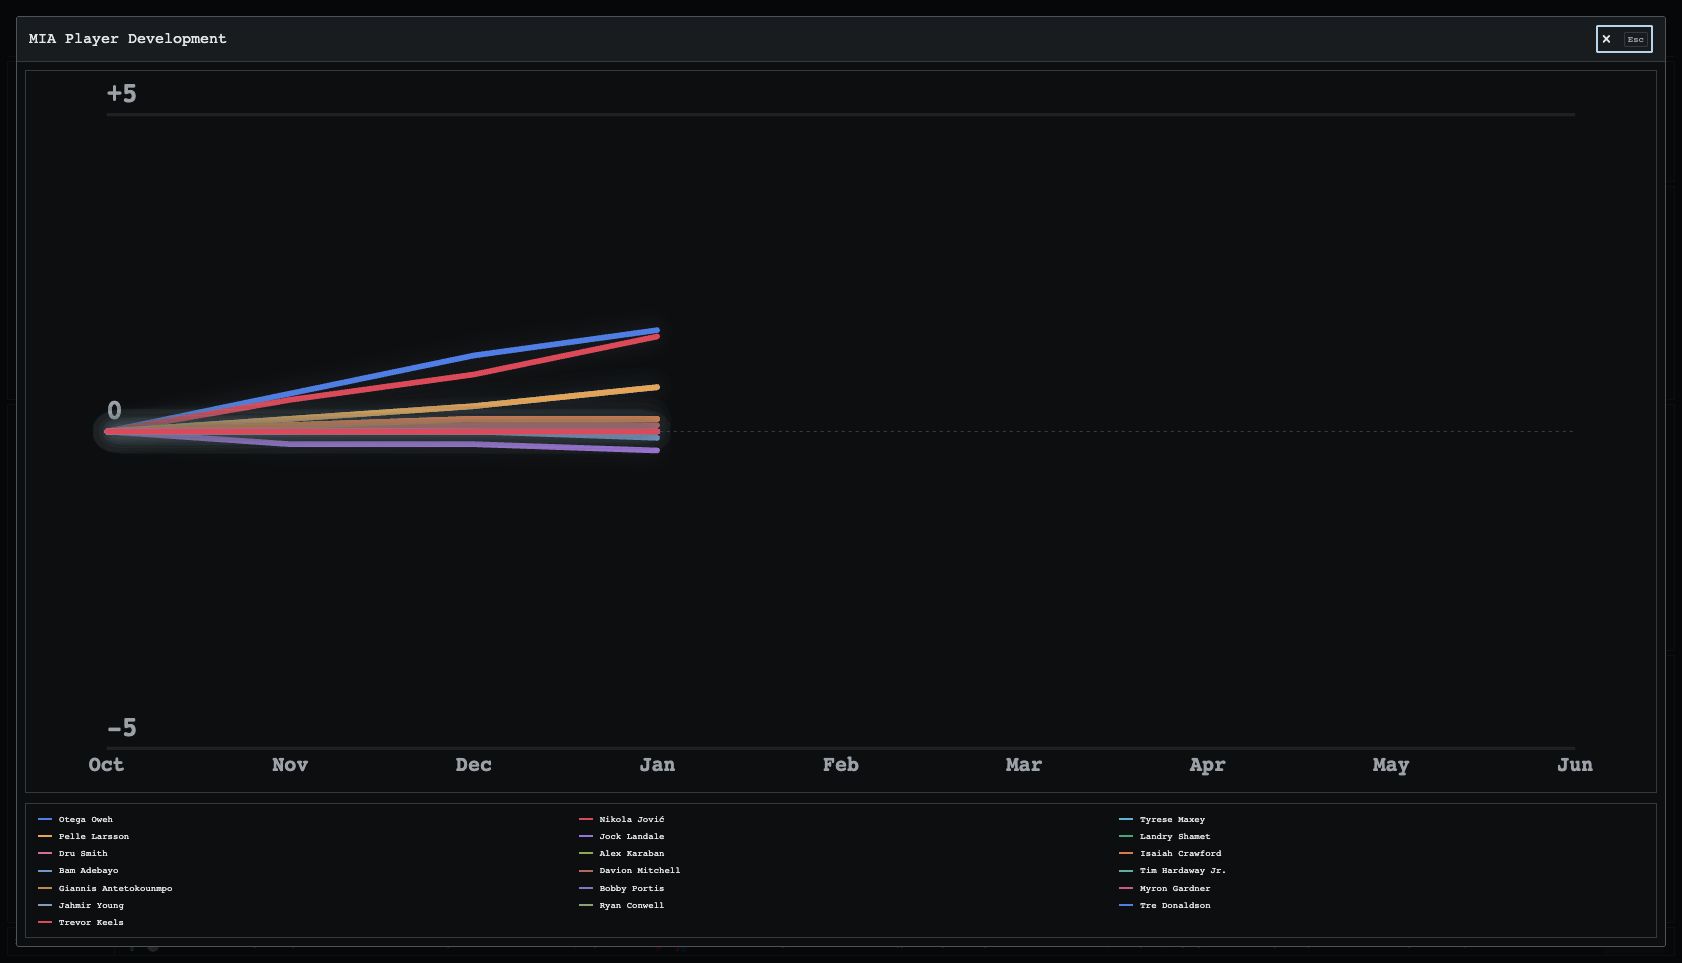 MIA Player Development
× Esc
+5
0
-5
Oct Nov Dec Jan Feb Mar Apr May Jun
Otega Oweh Nikola Jović Tyrese Maxey
Pelle Larsson Jock Landale Landry Shamet
Dru Smith Alex Karaban Isaiah Crawford
Bam Adebayo Davion Mitchell Tim Hardaway Jr.
Giannis Antetokounmpo Bobby Portis Myron Gardner
Jahmir Young Ryan Conwell Tre Donaldson
Trevor Keels